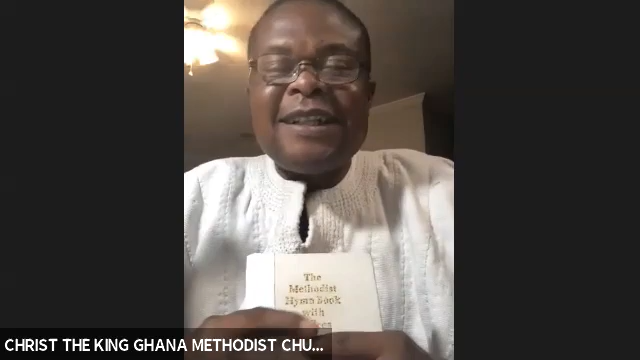 The
Methodist
Hymn Book
with
CHRIST THE KING GHANA METHODIST CHU...